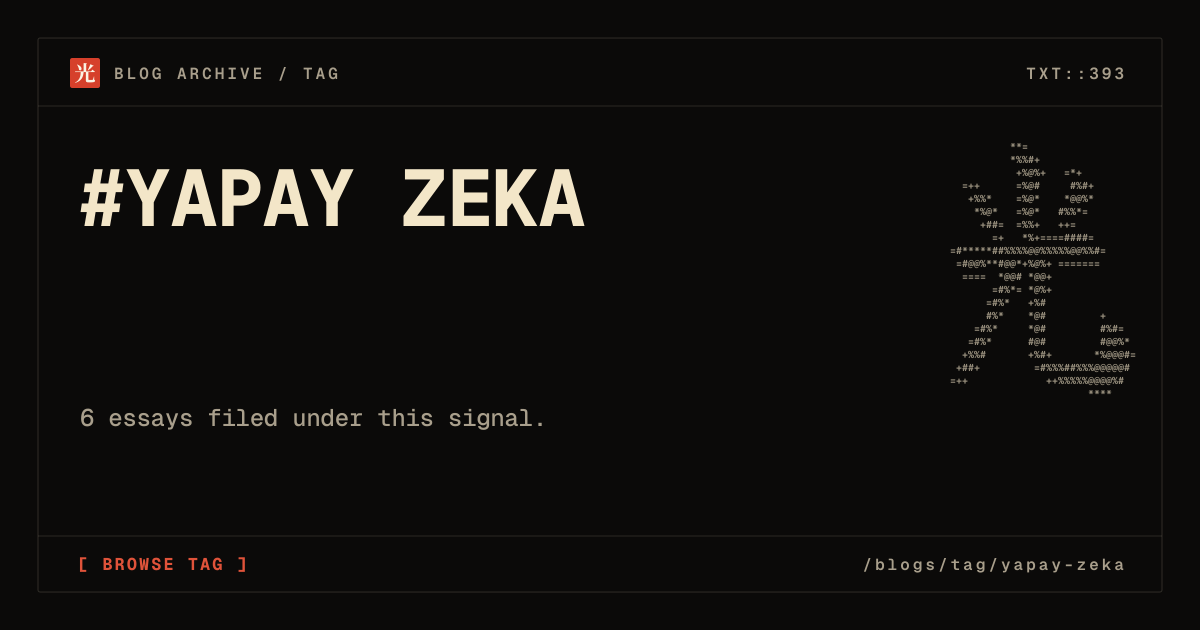 光 BLOG ARCHIVE / TAG
TXT::393
#YAPAY ZEKA
6 essays filed under this signal.
[ BROWSE TAG ]
/blogs/tag/yapay-zeka